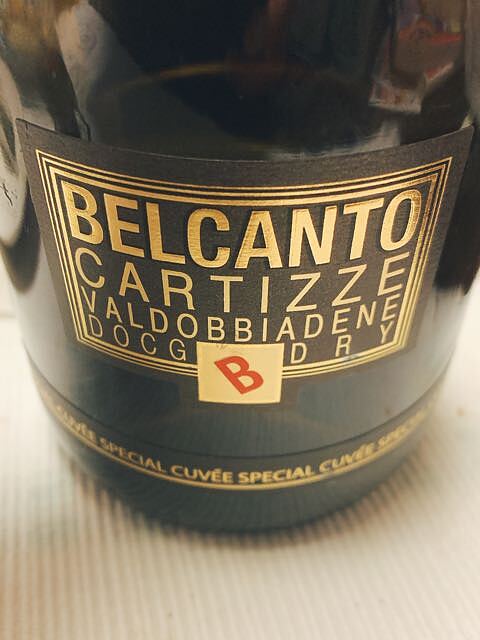 BELCANTO
CARTIZZE
VALDOBBIADENE
DOCG DRY
B
CUVÉE SPECIAL CUVÉE SPECIAL CUVÉE SPECIAL